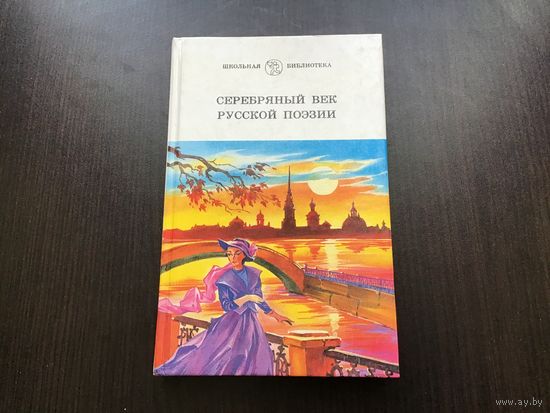 ШКОЛЬНАЯ БИБЛИОТЕКА
СЕРЕБРЯНЫЙ ВЕК
РУССКОЙ ПОЭЗИИ
www.ay.by